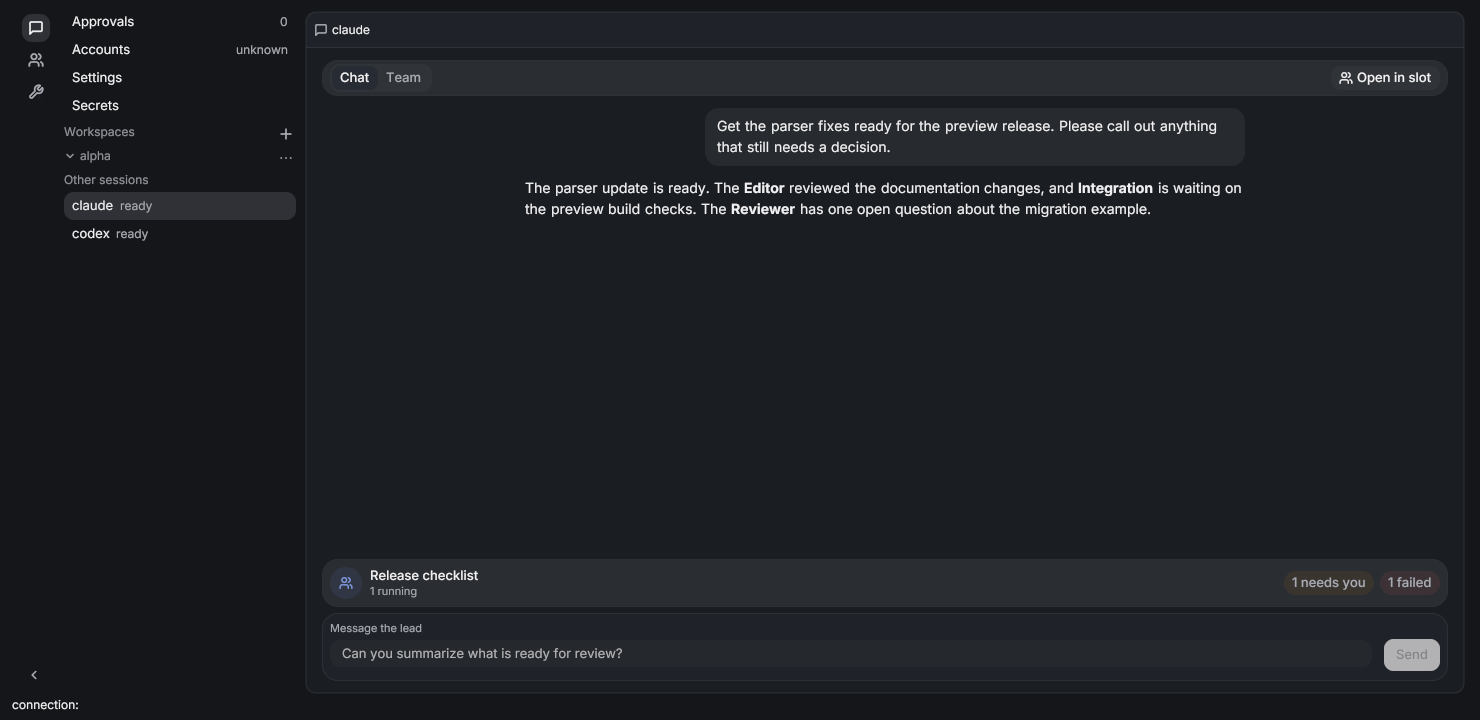 Approvals 0
Accounts unknown
Settings
Secrets
Workspaces
alpha
Other sessions
claude ready
codex ready
connection:
claude
Chat Team Open in slot
Get the parser fixes ready for the preview release. Please call out anything
that still needs a decision.
The parser update is ready. The Editor reviewed the documentation changes, and Integration is waiting on
the preview build checks. The Reviewer has one open question about the migration example.
Release checklist
1 running
1 needs you 1 failed
Message the lead
Can you summarize what is ready for review?
Send